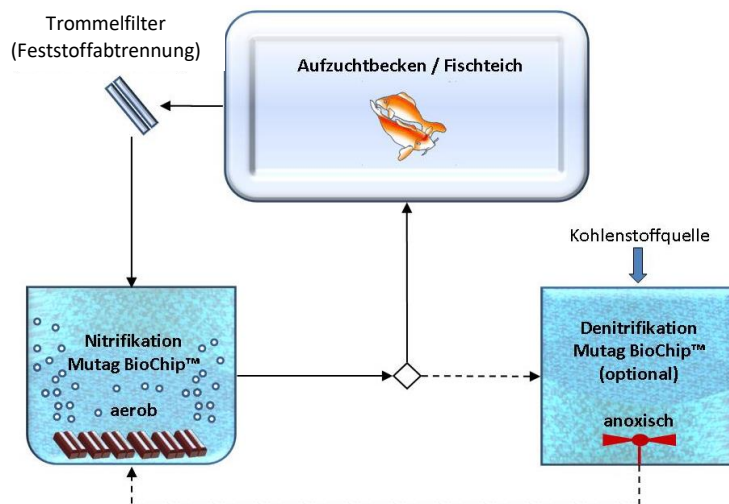 Trommelfilter
(Feststoffabtrennung)
Aufzuchtbecken / Fischteich
Kohlenstoffquelle
Nitrifikation
Mutag BioChip™
aerob
Denitrifikation
Mutag BioChip™
(optional)
anoxisch